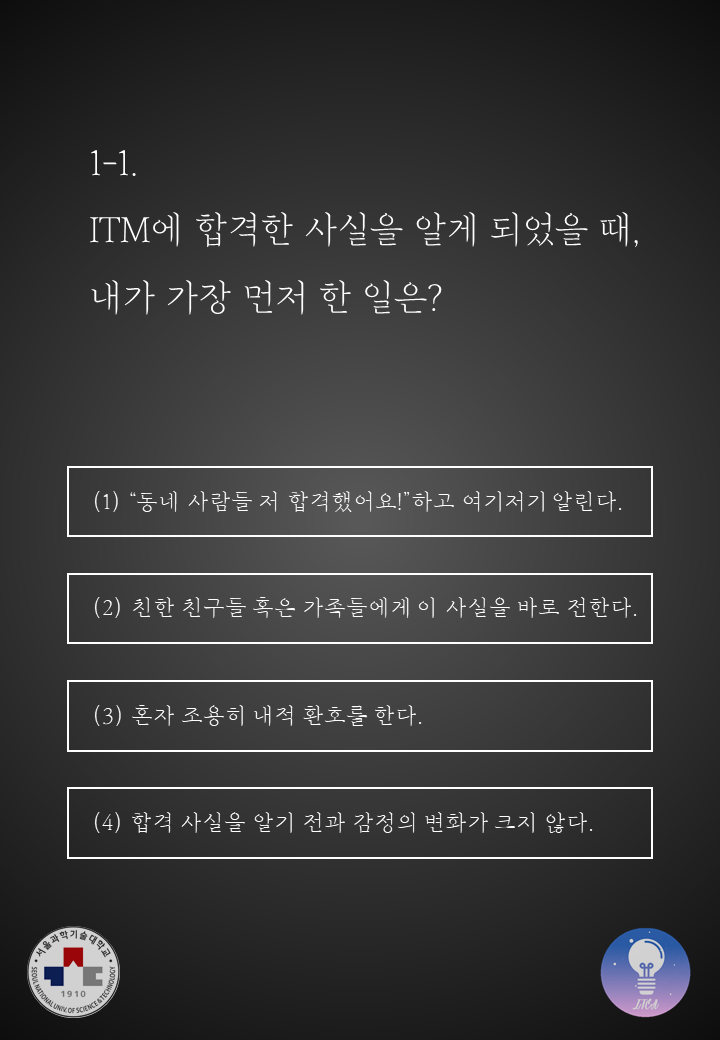 1-1.
ITM에 합격한 사실을 알게 되었을 때,
내가 가장 먼저 한 일은?
(1) “동네 사람들 저 합격했어요!”하고 여기저기 알린다.
(2) 친한 친구들 혹은 가족들에게 이 사실을 바로 전한다.
(3) 혼자 조용히 내적 환호를 한다.
(4) 합격 사실을 알기 전과 감정의 변화가 크지 않다.
서울과학기술대학교
1910
SEOUL NATIONAL UNIV. OF SCIENCE & TECHNOLOGY